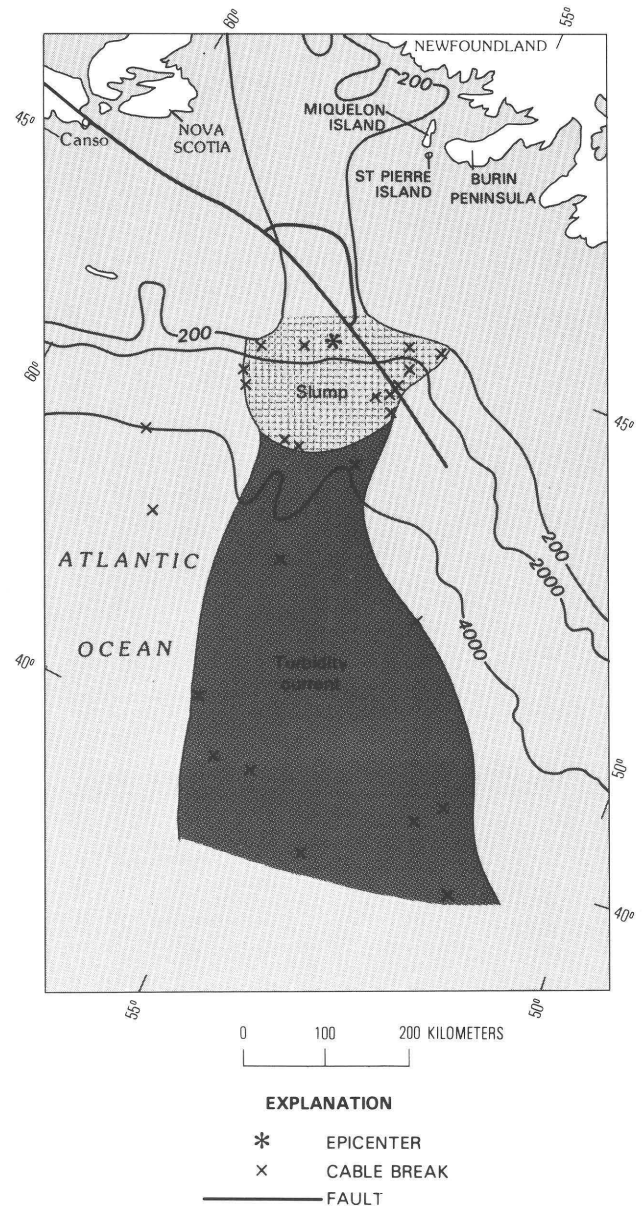 60°
55°
NEWFOUNDLAND
200
45°
MIQUELON
ISLAND
Canso
NOVA
SCOTIA
ST PIERRE
ISLAND
BURIN
PENINSULA
200
60°
Slump
45°
ATLANTIC
OCEAN
200
2000
4000
40°
Turbidity
current
50°
40°
55°
50°
0 100 200 KILOMETERS
EXPLANATION
EPICENTER
CABLE BREAK
FAULT